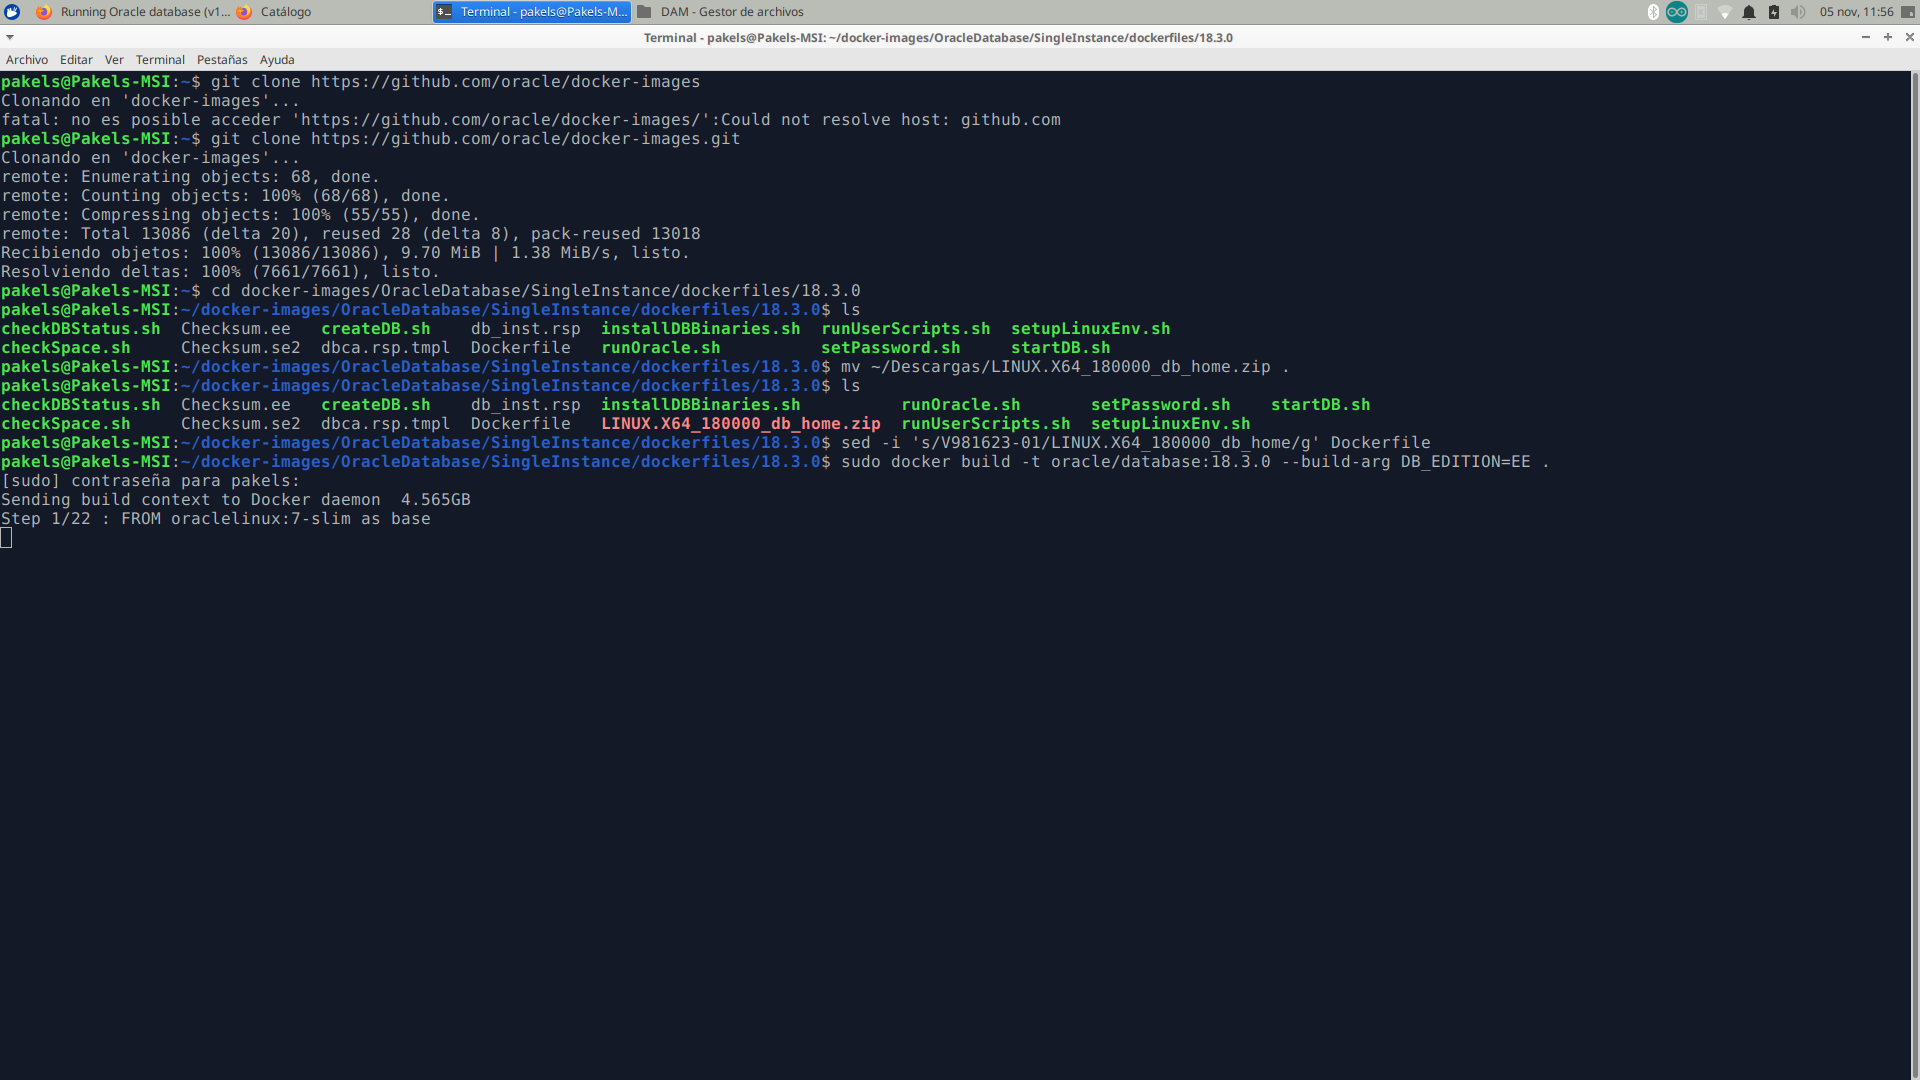 Running Oracle database (v1... Catálogo Terminal - pakels@Pakels-M... DAM - Gestor de archivos 05 nov, 11:56
Terminal - pakels@Pakels-MSI: ~/docker-images/OracleDatabase/SingleInstance/dockerfiles/18.3.0
Archivo Editar Ver Terminal Pestañas Ayuda
pakels@Pakels-MSI:~$ git clone https://github.com/oracle/docker-images
Clonando en 'docker-images'...
fatal: no es posible acceder 'https://github.com/oracle/docker-images/':Could not resolve host: github.com
pakels@Pakels-MSI:~$ git clone https://github.com/oracle/docker-images.git
Clonando en 'docker-images'...
remote: Enumerating objects: 68, done.
remote: Counting objects: 100% (68/68), done.
remote: Compressing objects: 100% (55/55), done.
remote: Total 13086 (delta 20), reused 28 (delta 8), pack-reused 13018
Recibiendo objetos: 100% (13086/13086), 9.70 MiB | 1.38 MiB/s, listo.
Resolviendo deltas: 100% (7661/7661), listo.
pakels@Pakels-MSI:~$ cd docker-images/OracleDatabase/SingleInstance/dockerfiles/18.3.0
pakels@Pakels-MSI:~/docker-images/OracleDatabase/SingleInstance/dockerfiles/18.3.0$ ls
checkDBStatus.sh Checksum.ee createDB.sh db_inst.rsp installDBBinaries.sh runUserScripts.sh setupLinuxEnv.sh
checkSpace.sh Checksum.se2 dbca.rsp.tmpl Dockerfile runOracle.sh setPassword.sh startDB.sh
pakels@Pakels-MSI:~/docker-images/OracleDatabase/SingleInstance/dockerfiles/18.3.0$ mv ~/Descargas/LINUX.X64_180000_db_home.zip .
pakels@Pakels-MSI:~/docker-images/OracleDatabase/SingleInstance/dockerfiles/18.3.0$ ls
checkDBStatus.sh Checksum.ee createDB.sh db_inst.rsp installDBBinaries.sh runOracle.sh setPassword.sh startDB.sh
checkSpace.sh Checksum.se2 dbca.rsp.tmpl Dockerfile LINUX.X64_180000_db_home.zip runUserScripts.sh setupLinuxEnv.sh
pakels@Pakels-MSI:~/docker-images/OracleDatabase/SingleInstance/dockerfiles/18.3.0$ sed -i 's/V981623-01/LINUX.X64_180000_db_home/g' Dockerfile
pakels@Pakels-MSI:~/docker-images/OracleDatabase/SingleInstance/dockerfiles/18.3.0$ sudo docker build -t oracle/database:18.3.0 --build-arg DB_EDITION=EE .
[sudo] contraseña para pakels:
Sending build context to Docker daemon 4.565GB
Step 1/22 : FROM oraclelinux:7-slim as base